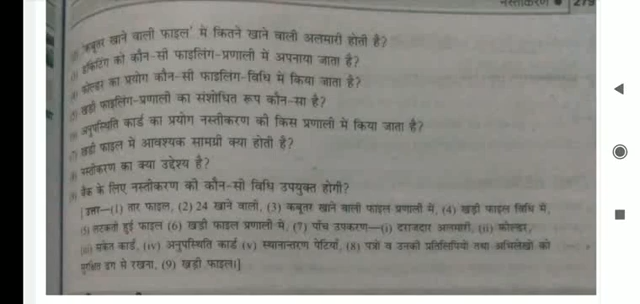 नस्तीकरण 279
'कबूतर खाने वाली फाइल' में कितने खाने वाली अलमारी होती है?
डॉकेटिंग को कौन-सी फाइलिंग-प्रणाली में अपनाया जाता है?
फोल्डर का प्रयोग कौन-सी फाइलिंग-विधि में किया जाता है?
(5) खड़ी फाइलिंग-प्रणाली का संशोधित रूप कौन-सा है?
अनुपस्थिति कार्ड का प्रयोग नस्तीकरण की किस प्रणाली में किया जाता है?
(7) खड़ी फाइल में आवश्यक सामग्री क्या होती है?
नस्तीकरण का क्या उद्देश्य है?
बैंक के लिए नस्तीकरण की कौन-सी विधि उपयुक्त होगी?
[उत्तर—(1) तार फाइल, (2) 24 खाने वाली, (3) कबूतर खाने वाली फाइल प्रणाली में, (4) खड़ी फाइल विधि में,
(5) लटकती हुई फाइल (6) खड़ी फाइल प्रणाली में, (7) पाँच उपकरण—(i) दराजदार अलमारी, (ii) फोल्डर,
(iii) संकेत कार्ड, (iv) अनुपस्थिति कार्ड (v) स्थानान्तरण पेटियाँ, (8) पत्रों व उनकी प्रतिलिपियों तथा अभिलेखों को
सुरक्षित ढंग से रखना, (9) खड़ी फाइल।]